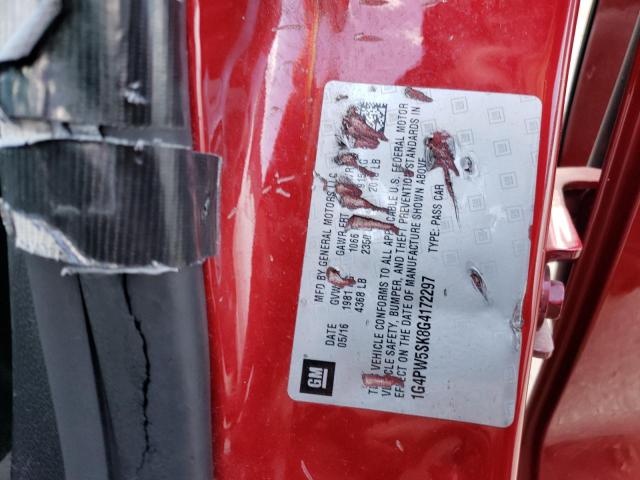 GM
MFD BY GENERAL MOTORS LLC
DATE GVW GAWR FRT
05/16 1981 1066 KG
4368 LB 2350 LB
VEHICLE CONFORMS TO ALL APPLICABLE U.S. FEDERAL MOTOR
VEHICLE SAFETY, BUMPER, AND THEFT PREVENTION STANDARDS IN
EFFECT ON THE DATE OF MANUFACTURE SHOWN ABOVE
1G4PW5SK8G4172297 TYPE: PASS CAR